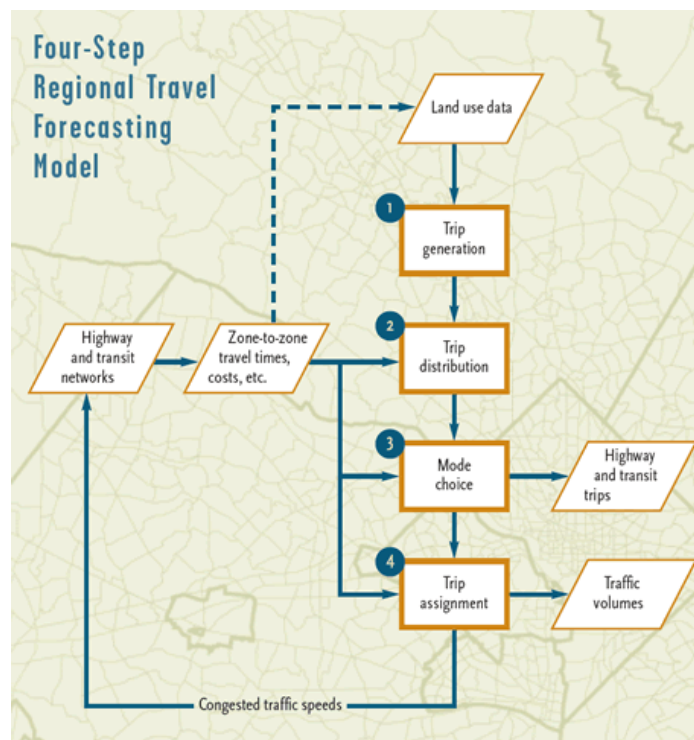 Four-Step
Regional Travel
Forecasting
Model
Land use data
1
Trip
generation
2
Trip
distribution
Highway
and transit
networks
Zone-to-zone
travel times,
costs, etc.
3
Mode
choice
Highway
and transit
trips
4
Trip
assignment
Traffic
volumes
Congested traffic speeds